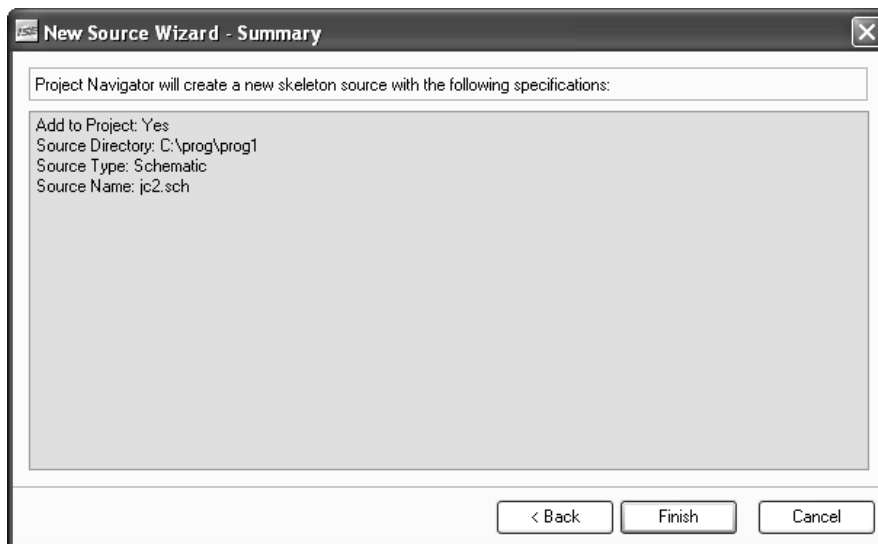 ISE New Source Wizard - Summary
Project Navigator will create a new skeleton source with the following specifications:
Add to Project: Yes
Source Directory: C:\prog\prog1
Source Type: Schematic
Source Name: jc2.sch
< Back Finish Cancel